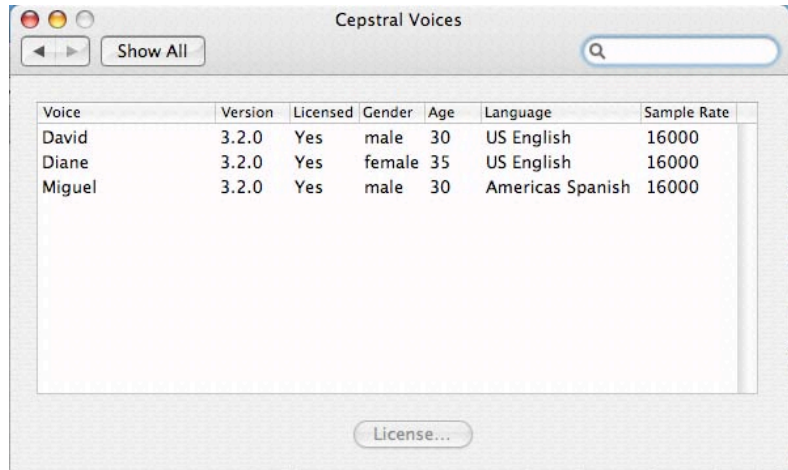 Cepstral Voices
Show All
Voice Version Licensed Gender Age Language Sample Rate
David 3.2.0 Yes male 30 US English 16000
Diane 3.2.0 Yes female 35 US English 16000
Miguel 3.2.0 Yes male 30 Americas Spanish 16000
License...